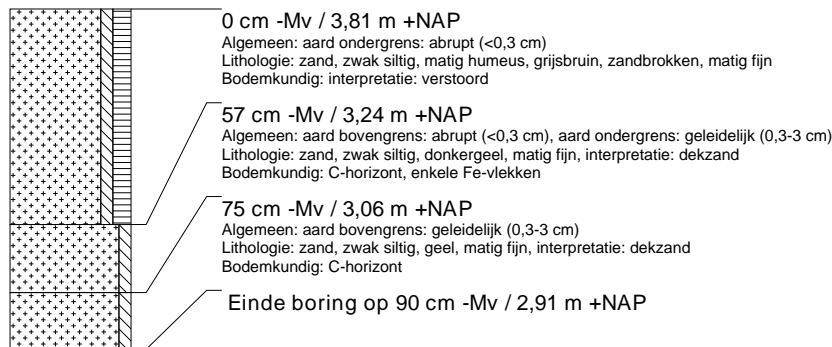 0 cm -Mv / 3,81 m +NAP
Algemeen: aard ondergrens: abrupt (<0,3 cm)
Lithologie: zand, zwak siltig, matig humeus, grijsbruin, zandbrokken, matig fijn
Bodemkundig: interpretatie: verstoord
57 cm -Mv / 3,24 m +NAP
Algemeen: aard bovengrens: abrupt (<0,3 cm), aard ondergrens: geleidelijk (0,3-3 cm)
Lithologie: zand, zwak siltig, donkergeel, matig fijn, interpretatie: dekzand
Bodemkundig: C-horizont, enkele Fe-vlekken
75 cm -Mv / 3,06 m +NAP
Algemeen: aard bovengrens: geleidelijk (0,3-3 cm)
Lithologie: zand, zwak siltig, geel, matig fijn, interpretatie: dekzand
Bodemkundig: C-horizont
Einde boring op 90 cm -Mv / 2,91 m +NAP